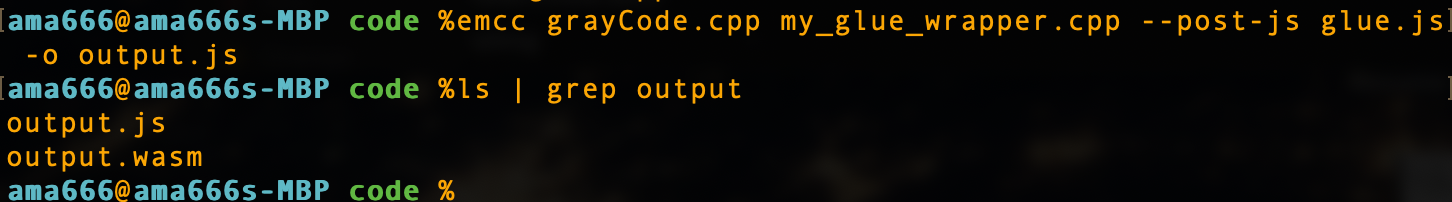 [ama666@ama666s-MBP code %emcc grayCode.cpp my_glue_wrapper.cpp --post-js glue.js]
 -o output.js
[ama666@ama666s-MBP code %ls | grep output ]
output.js
output.wasm
ama666@ama666s-MBP code %